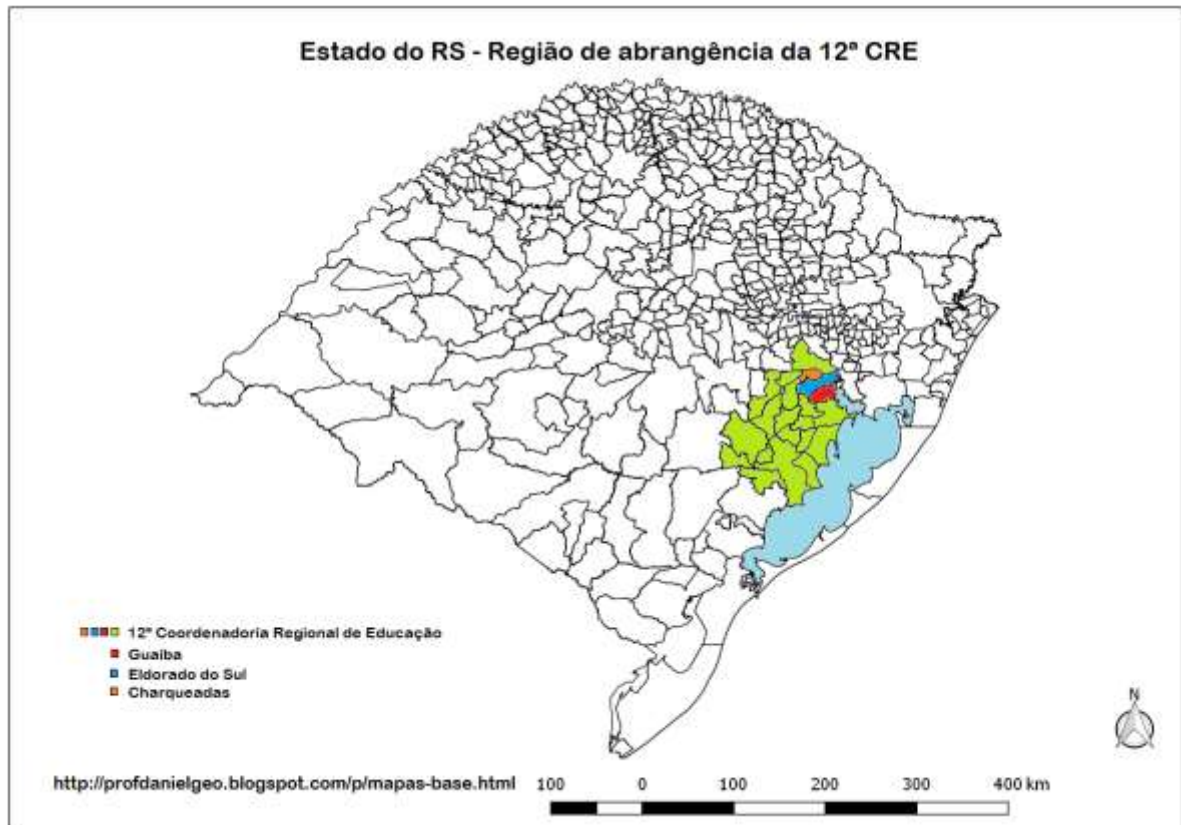 Estado do RS - Região de abrangência da 12ª CRE
12ª Coordenadoria Regional de Educação
Guaíba
Eldorado do Sul
Charqueadas
N
http://profdanielgeo.blogspot.com/p/mapas-base.html
100 0 100 200 300 400 km